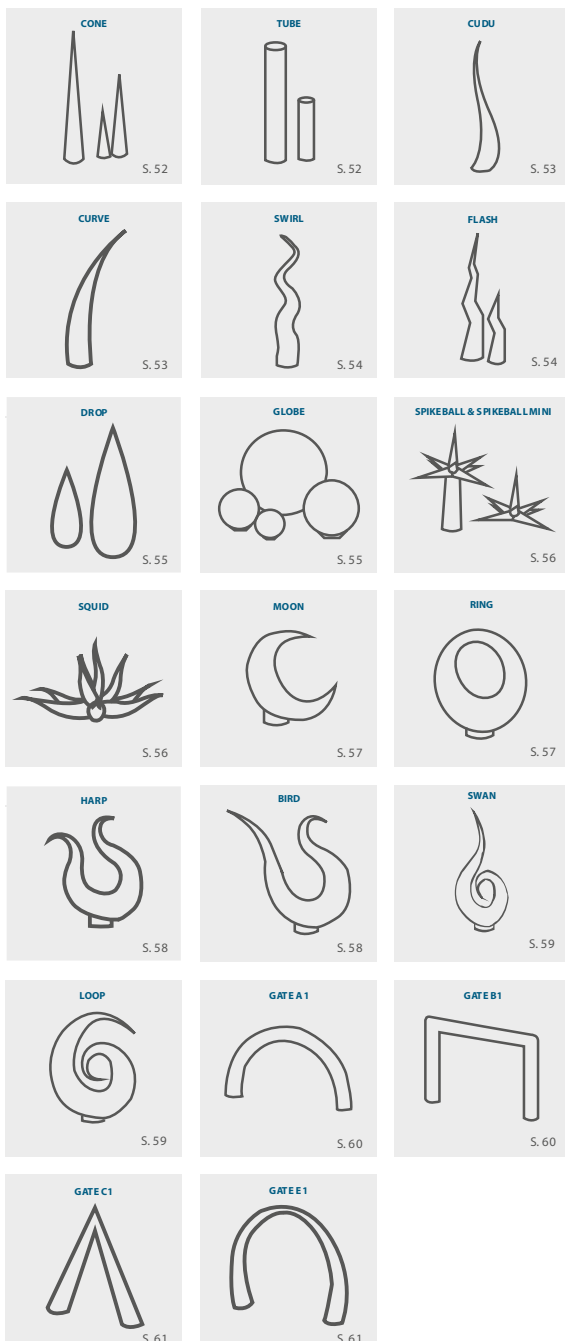 CONE
S. 52
TUBE
S. 52
CUDU
S. 53
CURVE
S. 53
SWIRL
S. 54
FLASH
S. 54
DROP
S. 55
GLOBE
S. 55
SPIKEBALL & SPIKEBALL MINI
S. 56
SQUID
S. 56
MOON
S. 57
RING
S. 57
HARP
S. 58
BIRD
S. 58
SWAN
S. 59
LOOP
S. 59
GATE A1
S. 60
GATE B1
S. 60
GATE C1
S. 61
GATE E1
S. 61